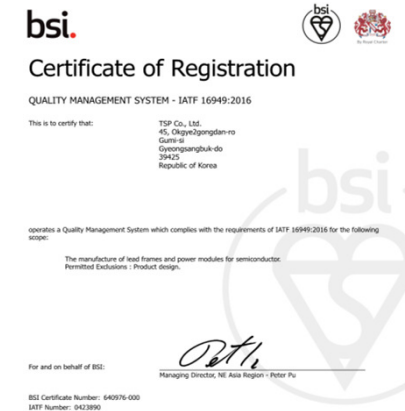 bsi.
bsi
By Royal Charter
Certificate of Registration
QUALITY MANAGEMENT SYSTEM - IATF 16949:2016
This is to certify that:
TSP Co., Ltd.
45, Okgye2gongdan-ro
Gumi-si
Gyeongsangbuk-do
39425
Republic of Korea
bsi
operates a Quality Management System which complies with the requirements of IATF 16949:2016 for the following
scope:
The manufacture of lead frames and power modules for semiconductor.
Permitted Exclusions : Product design.
For and on behalf of BSI:
Managing Director, NE Asia Region - Peter Pu
BSI Certificate Number: 640976-000
IATF Number: 0423890